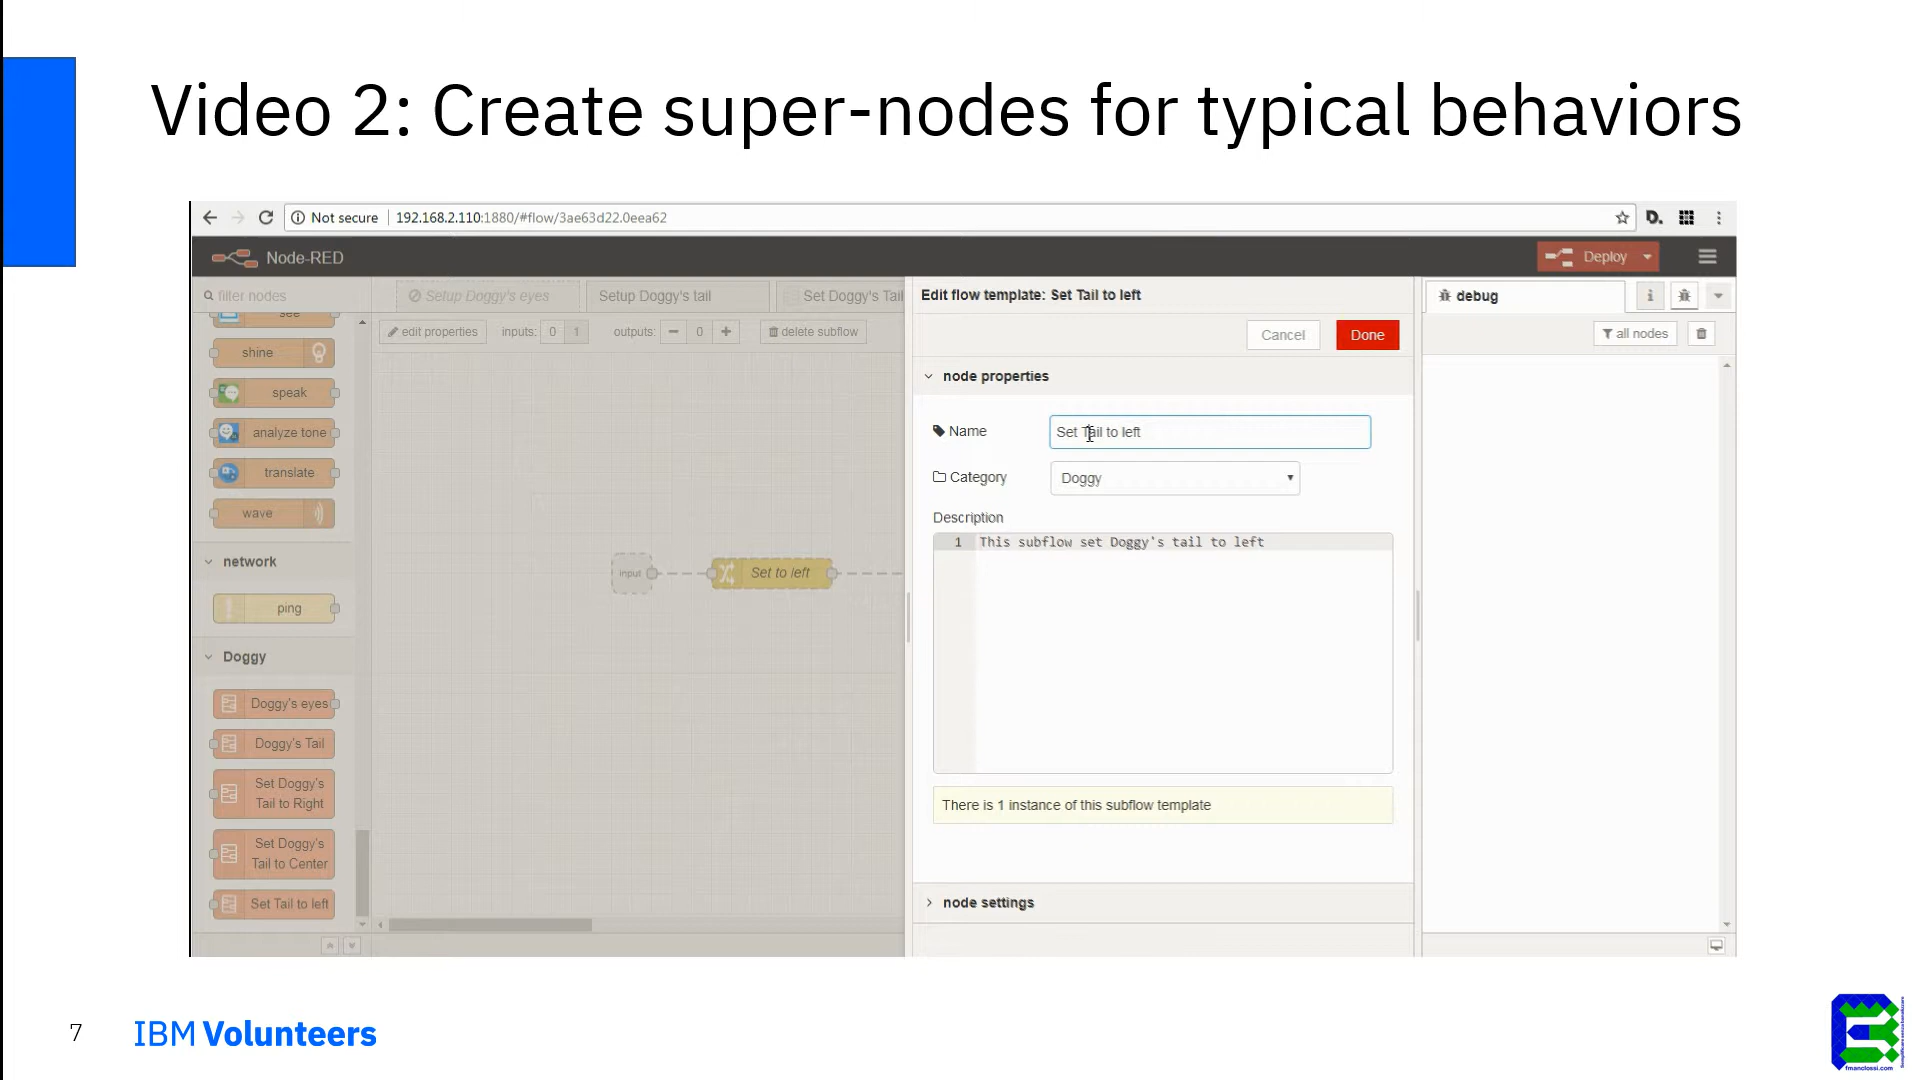 Video 2: Create super-nodes for typical behaviors
Not secure
192.168.2.110:1880/#flow/3ae63d22.0eea62
D.
Node-RED
Deploy
filter nodes
Setup Doggy's eyes
Setup Doggy's tail
Set Doggy's Tail
edit properties
inputs: 0 1
outputs: 0
delete subflow
see
shine
speak
analyze tone
translate
wave
network
ping
Doggy
Doggy's eyes
Doggy's Tail
Set Doggy's
Tail to Right
Set Doggy's
Tail to Center
Set Tail to left
input
Set to left
Edit flow template: Set Tail to left
Cancel
Done
node properties
Name
Set Tail to left
Category
Doggy
Description
1 This subflow set Doggy's tail to left
There is 1 instance of this subflow template
node settings
debug
i
all nodes
7
IBM Volunteers
fmanclossi.com